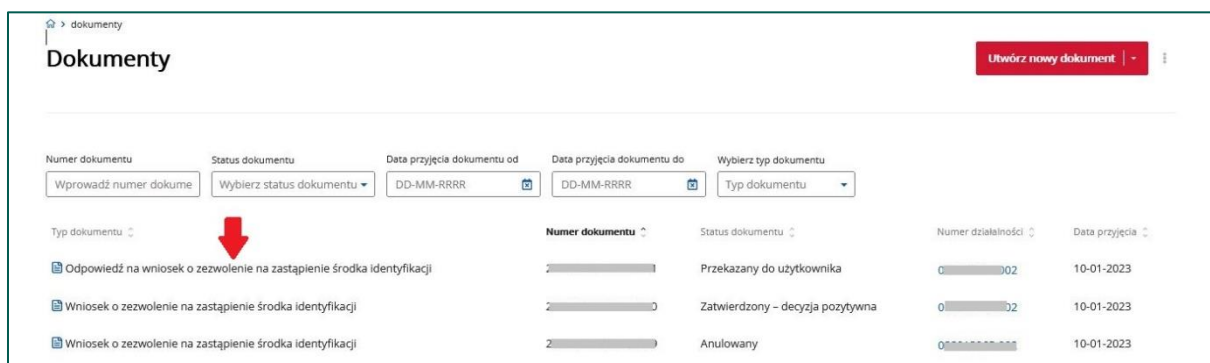 > dokumenty
Dokumenty
Utwórz nowy dokument
Numer dokumentu Status dokumentu Data przyjęcia dokumentu od Data przyjęcia dokumentu do Wybierz typ dokumentu
Wprowadź numer dokume Wybierz status dokumentu DD-MM-RRRR DD-MM-RRRR Typ dokumentu
Typ dokumentu Numer dokumentu Status dokumentu Numer działalności Data przyjęcia
Odpowiedź na wniosek o zezwolenie na zastąpienie środka identyfikacji Przekazany do użytkownika 10-01-2023
Wniosek o zezwolenie na zastąpienie środka identyfikacji Zatwierdzony – decyzja pozytywna 10-01-2023
Wniosek o zezwolenie na zastąpienie środka identyfikacji Anulowany 10-01-2023